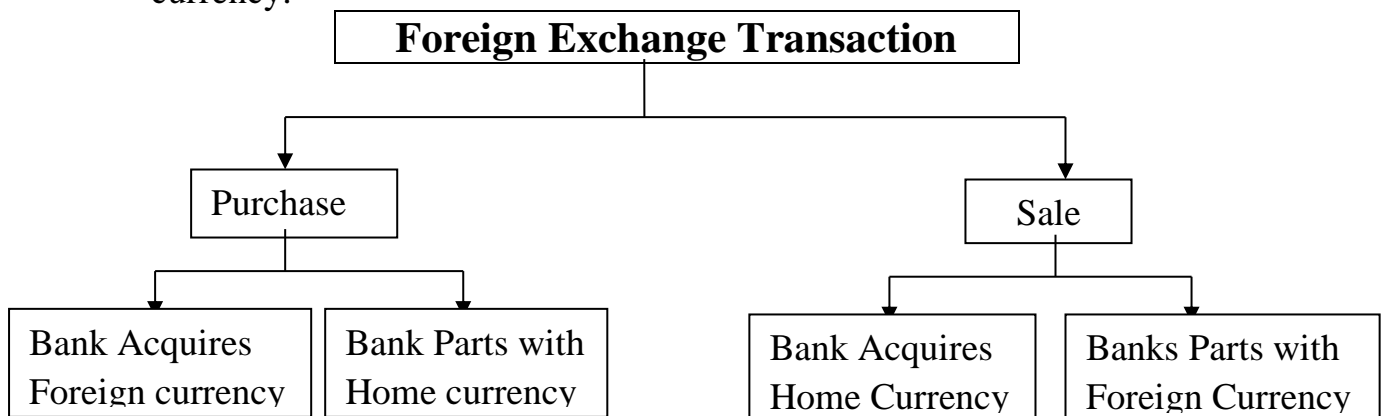 currency.
Foreign Exchange Transaction
Purchase
Sale
Bank Acquires
Foreign currency
Bank Parts with
Home currency
Bank Acquires
Home Currency
Banks Parts with
Foreign Currency